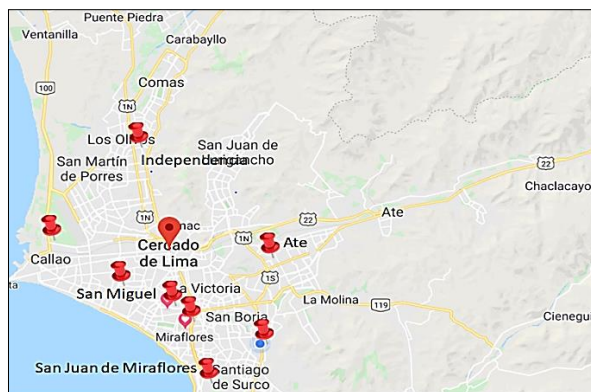 Puente Piedra
Ventanilla
Carabayllo
100
Comas
1N
Los Olivos
San Juan de
Independencia
San Martín
de Porres
22
Chaclacayo
1N
Ate
22
Cercado
de Lima
1N
Ate
Callao
1S
San Miguel
La Victoria
La Molina
119
San Borja
Cieneguil
Miraflores
San Juan de Miraflores
Santiago
de Surco